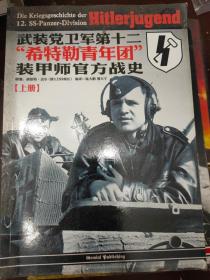 Die Kriegsgeschichte der
12. SS-Panzer-Division
Hitlerjugend
武装党卫军第十二
“希特勒青年团”
装甲师官方战史
【上册】